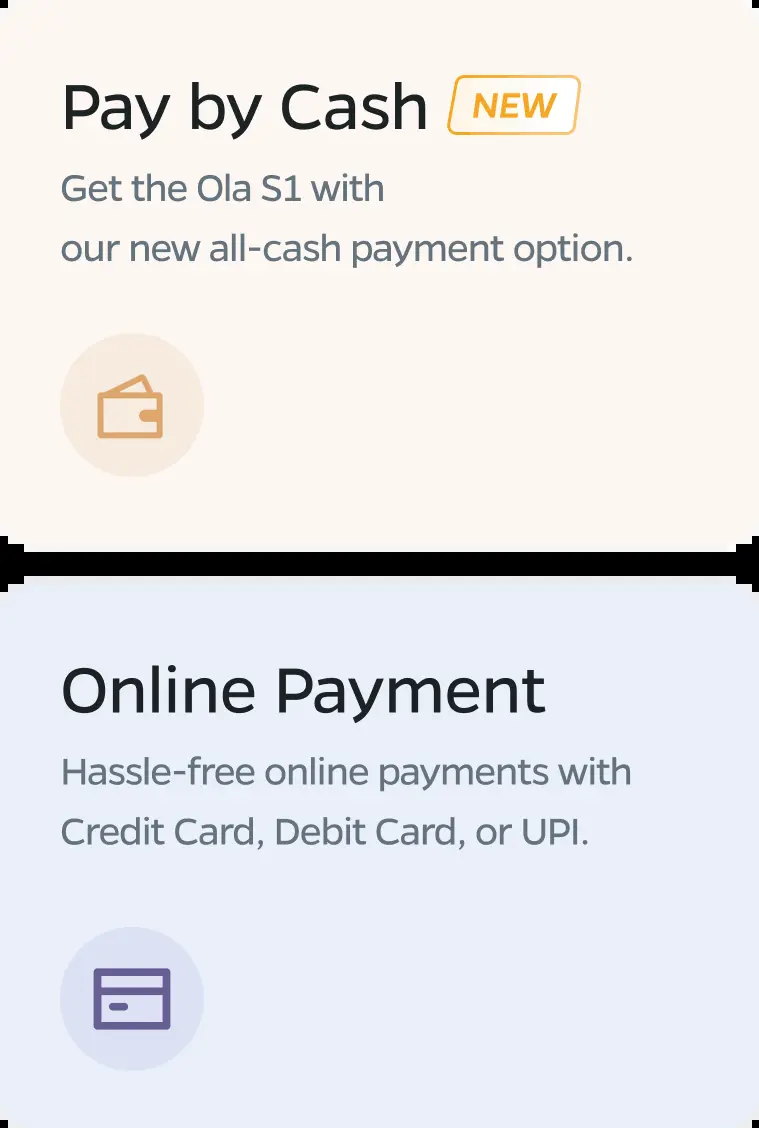 Pay by Cash NEW
Get the Ola S1 with
our new all-cash payment option.
Online Payment
Hassle-free online payments with
Credit Card, Debit Card, or UPI.